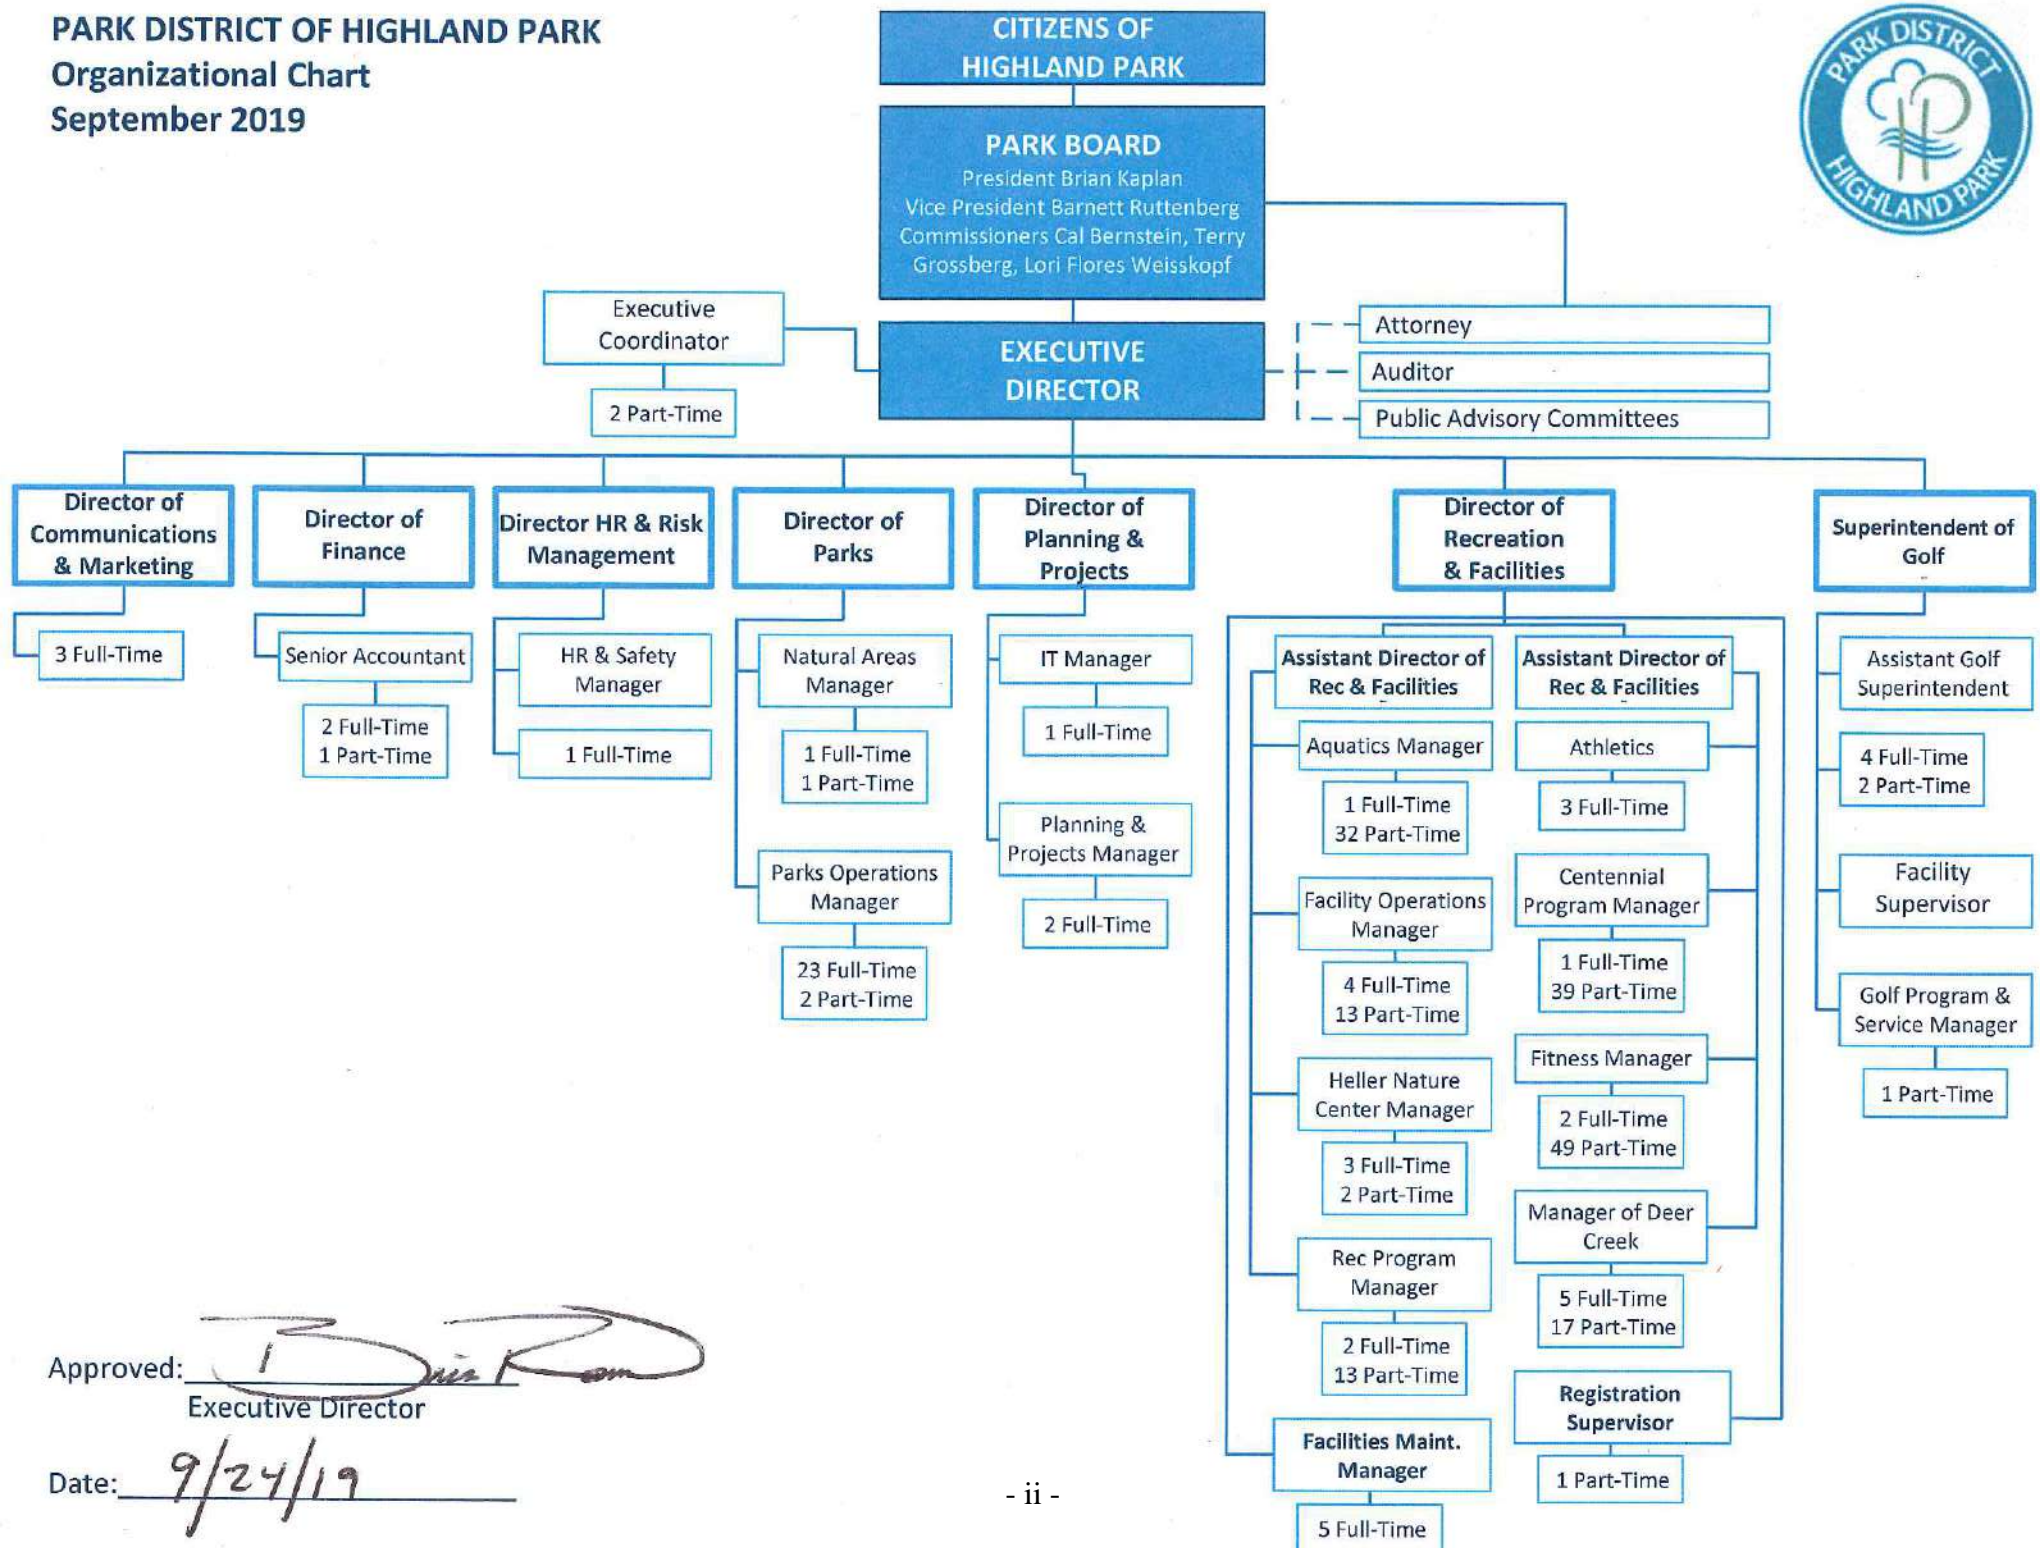 PARK DISTRICT OF HIGHLAND PARK
Organizational Chart
September 2019
CITIZENS OF
HIGHLAND PARK
PARK DISTRICT
HIGHLAND PARK
PARK BOARD
President Brian Kaplan
Vice President Barnett Ruttenberg
Commissioners Cal Bernstein, Terry
Grossberg, Lori Flores Weisskopf
Executive
Coordinator
2 Part-Time
EXECUTIVE
DIRECTOR
Attorney
Auditor
Public Advisory Committees
Director of
Communications
& Marketing
3 Full-Time
Director of
Finance
Senior Accountant
2 Full-Time
1 Part-Time
Director HR & Risk
Management
HR & Safety
Manager
1 Full-Time
Director of
Parks
Natural Areas
Manager
1 Full-Time
1 Part-Time
Parks Operations
Manager
23 Full-Time
2 Part-Time
Director of
Planning &
Projects
IT Manager
1 Full-Time
Planning &
Projects Manager
2 Full-Time
Director of
Recreation
& Facilities
Assistant Director of
Rec & Facilities
Aquatics Manager
1 Full-Time
32 Part-Time
Facility Operations
Manager
4 Full-Time
13 Part-Time
Heller Nature
Center Manager
3 Full-Time
2 Part-Time
Rec Program
Manager
2 Full-Time
13 Part-Time
Facilities Maint.
Manager
5 Full-Time
Assistant Director of
Rec & Facilities
Athletics
3 Full-Time
Centennial
Program Manager
1 Full-Time
39 Part-Time
Fitness Manager
2 Full-Time
49 Part-Time
Manager of Deer
Creek
5 Full-Time
17 Part-Time
Registration
Supervisor
1 Part-Time
Superintendent of
Golf
Assistant Golf
Superintendent
4 Full-Time
2 Part-Time
Facility
Supervisor
Golf Program &
Service Manager
1 Part-Time
Approved:
Executive Director
Date: 9/24/19
- ii -